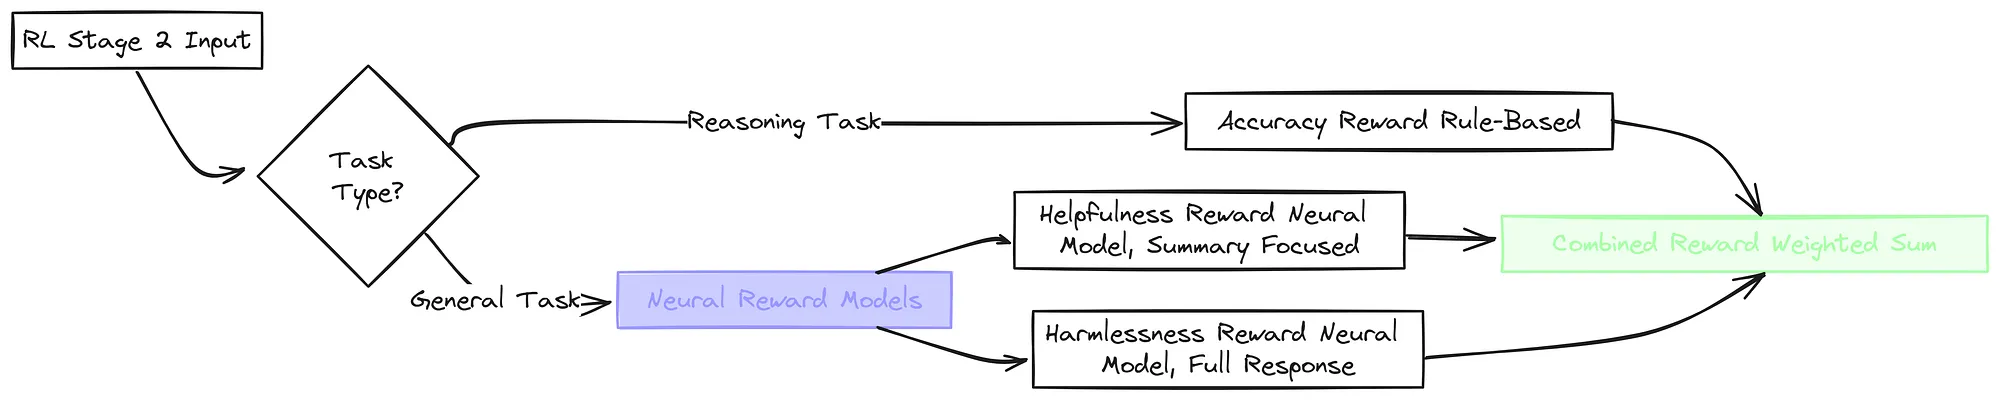 RL Stage 2 Input
Task
Type?
Reasoning Task
Accuracy Reward Rule-Based
General Task
Neural Reward Models
Helpfulness Reward Neural
Model, Summary Focused
Harmlessness Reward Neural
Model, Full Response
Combined Reward Weighted Sum